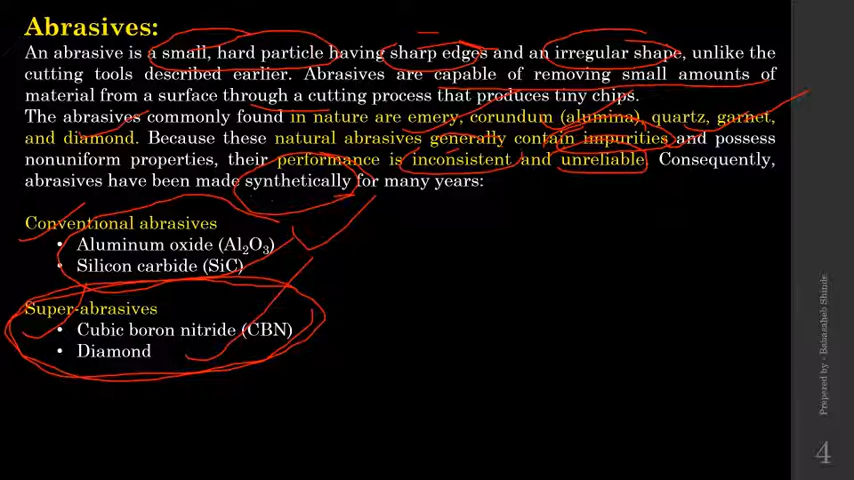 Abrasives:
An abrasive is a small, hard particle having sharp edges and an irregular shape, unlike the
cutting tools described earlier. Abrasives are capable of removing small amounts of
material from a surface through a cutting process that produces tiny chips.
The abrasives commonly found in nature are emery, corundum (alumina), quartz, garnet,
and diamond. Because these natural abrasives generally contain impurities and possess
nonuniform properties, their performance is inconsistent and unreliable. Consequently,
abrasives have been made synthetically for many years:
Conventional abrasives
• Aluminum oxide (Al₂O₃)
• Silicon carbide (SiC)
Super-abrasives
• Cubic boron nitride (CBN)
• Diamond
Prepared by - Babasaheb Shinde
4